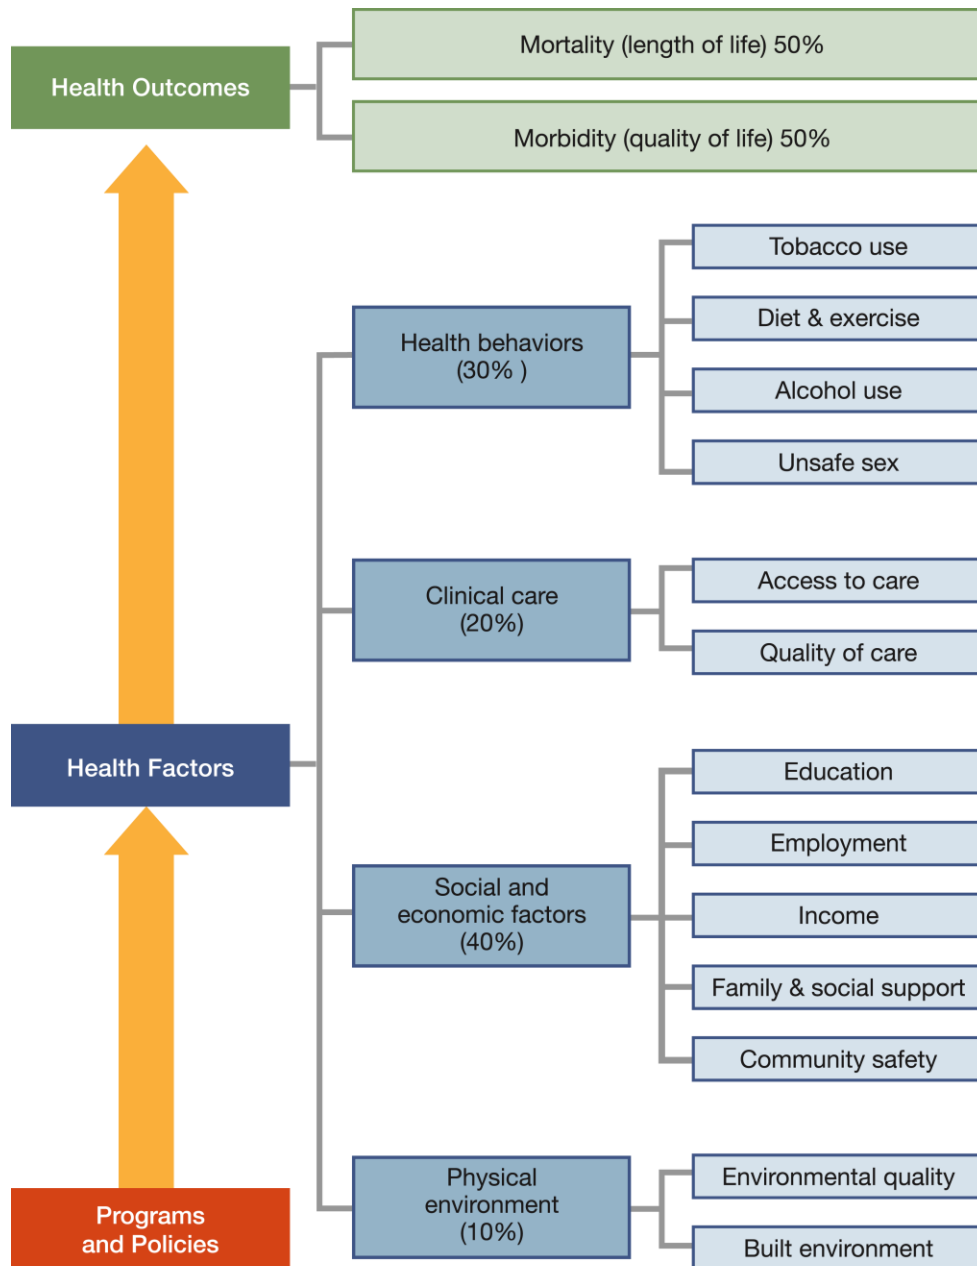 Health Outcomes
Mortality (length of life) 50%
Morbidity (quality of life) 50%
Health Factors
Programs
and Policies
Health behaviors
(30% )
Tobacco use
Diet & exercise
Alcohol use
Unsafe sex
Clinical care
(20%)
Access to care
Quality of care
Social and
economic factors
(40%)
Education
Employment
Income
Family & social support
Community safety
Physical
environment
(10%)
Environmental quality
Built environment